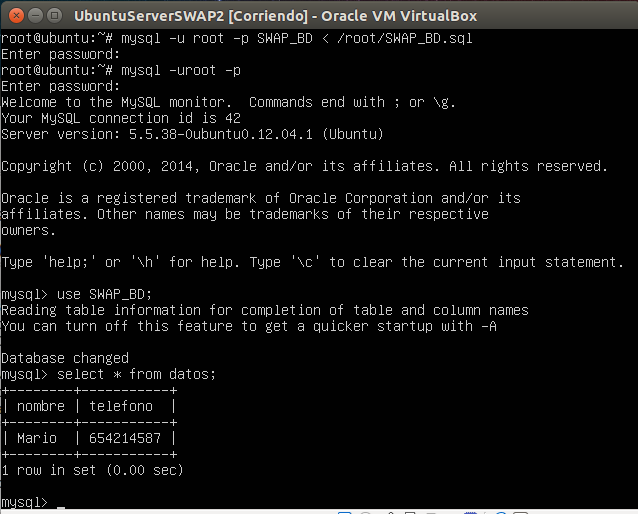 UbuntuServerSWAP2 [Corriendo] - Oracle VM VirtualBox
root@ubuntu:~# mysql -u root -p SWAP_BD < /root/SWAP_BD.sql
Enter password:
root@ubuntu:~# mysql -uroot -p
Enter password:
Welcome to the MySQL monitor.  Commands end with ; or \g.
Your MySQL connection id is 42
Server version: 5.5.38-0ubuntu0.12.04.1 (Ubuntu)
Copyright (c) 2000, 2014, Oracle and/or its affiliates. All rights reserved.
Oracle is a registered trademark of Oracle Corporation and/or its
affiliates. Other names may be trademarks of their respective
owners.
Type 'help;' or '\h' for help. Type '\c' to clear the current input statement.
mysql> use SWAP_BD;
Reading table information for completion of table and column names
You can turn off this feature to get a quicker startup with -A
Database changed
mysql> select * from datos;
+--------+-----------+
| nombre | telefono  |
+--------+-----------+
| Mario  | 654214587 |
+--------+-----------+
1 row in set (0.00 sec)
mysql> _